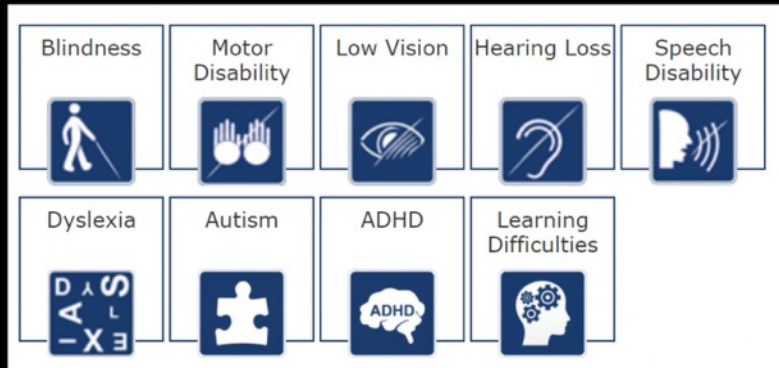 Blindness
Motor
Disability
Low Vision
Hearing Loss
Speech
Disability
Dyslexia
D Y S
A L
I X E
Autism
ADHD
ADHD
Learning
Difficulties